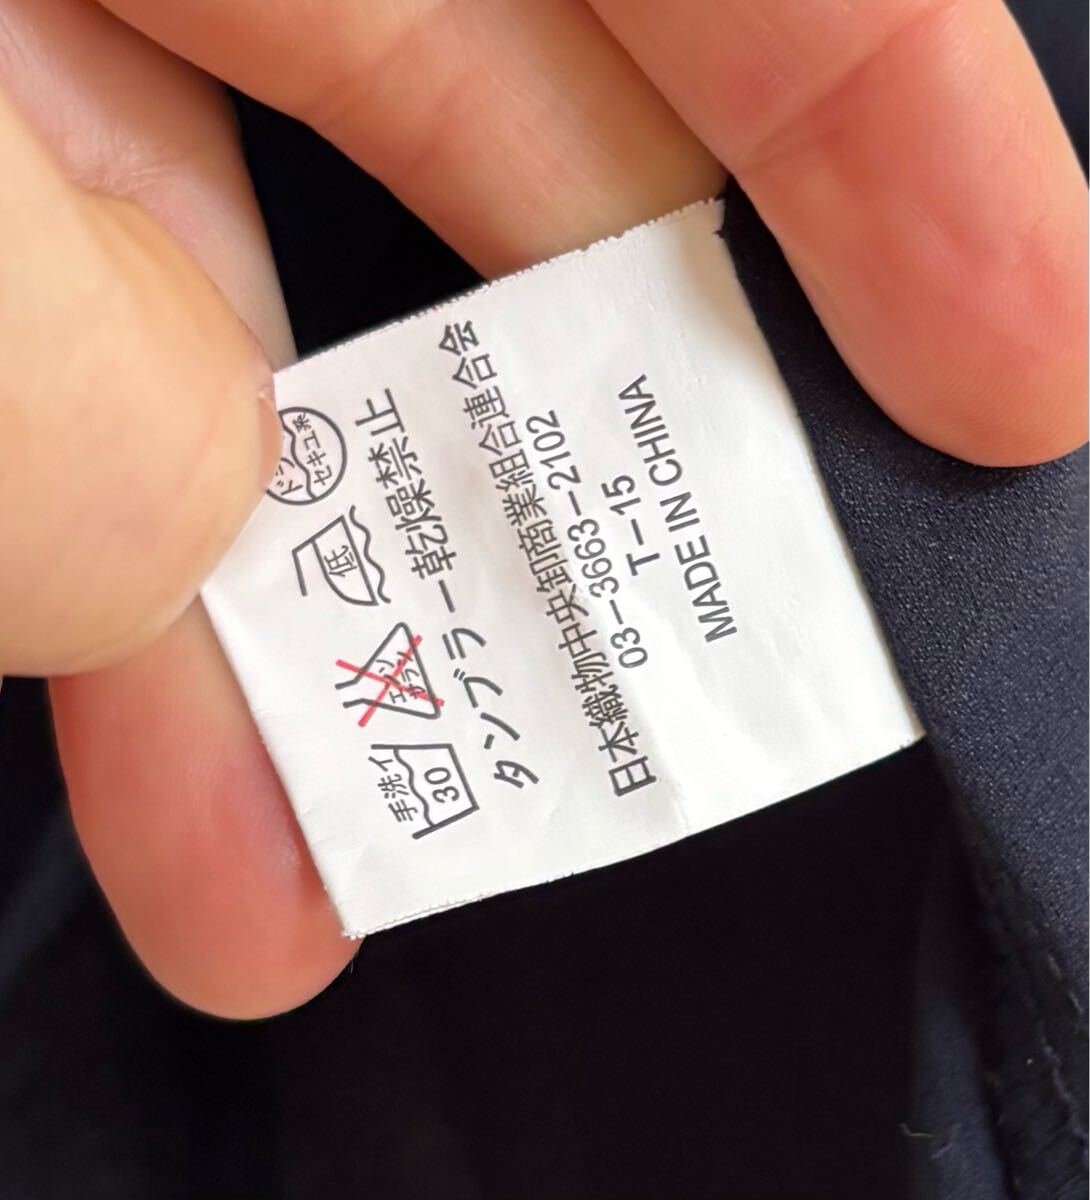 手洗イ
30
エンソ
サラシ
低
ドライ
セキユ系
タンブラー乾燥禁止
日本織物中央卸商業組合連合会
03－3663－2102
T－15
MADE IN CHINA